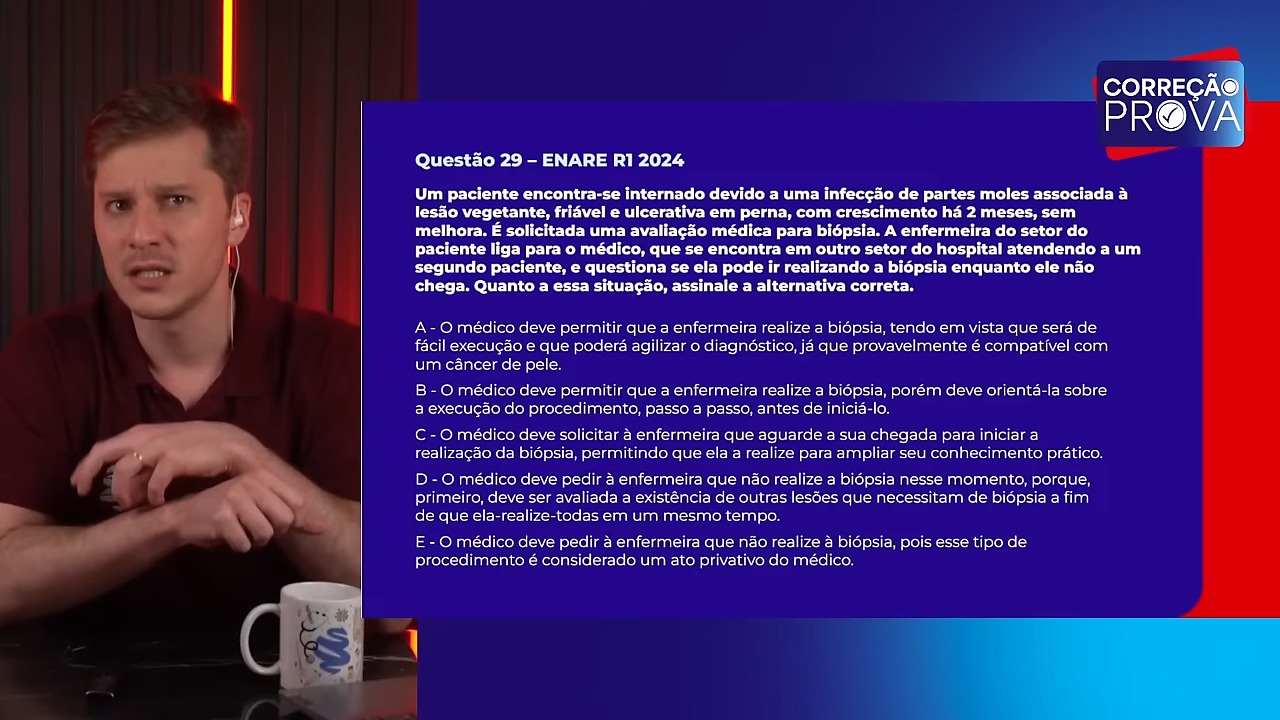 CORREÇÃO
PROVA
Questão 29 – ENARE R1 2024
Um paciente encontra-se internado devido a uma infecção de partes moles associada à
lesão vegetante, friável e ulcerativa em perna, com crescimento há 2 meses, sem
melhora. É solicitada uma avaliação médica para biópsia. A enfermeira do setor do
paciente liga para o médico, que se encontra em outro setor do hospital atendendo a um
segundo paciente, e questiona se ela pode ir realizando a biópsia enquanto ele não
chega. Quanto a essa situação, assinale a alternativa correta.
A - O médico deve permitir que a enfermeira realize a biópsia, tendo em vista que será de
fácil execução e que poderá agilizar o diagnóstico, já que provavelmente é compatível com
um câncer de pele.
B - O médico deve permitir que a enfermeira realize a biópsia, porém deve orientá-la sobre
a execução do procedimento, passo a passo, antes de iniciá-lo.
C - O médico deve solicitar à enfermeira que aguarde a sua chegada para iniciar a
realização da biópsia, permitindo que ela a realize para ampliar seu conhecimento prático.
D - O médico deve pedir à enfermeira que não realize a biópsia nesse momento, porque,
primeiro, deve ser avaliada a existência de outras lesões que necessitam de biópsia a fim
de que ela-realize-todas em um mesmo tempo.
E - O médico deve pedir à enfermeira que não realize à biópsia, pois esse tipo de
procedimento é considerado um ato privativo do médico.